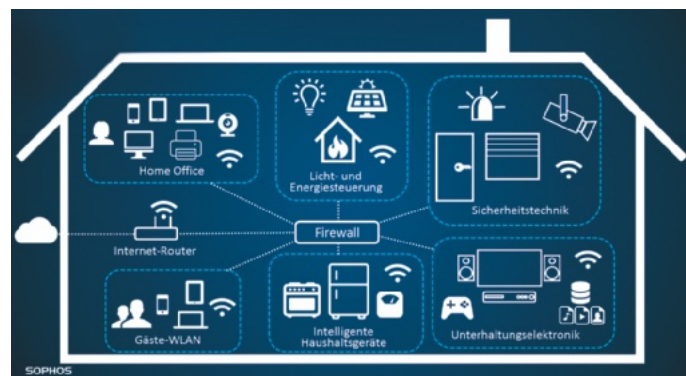 Home Office
Licht- und
Energiesteuerung
Sicherheitstechnik
Internet-Router
Firewall
Gäste-WLAN
Intelligente
Haushaltsgeräte
Unterhaltungselektronik
SOPHOS